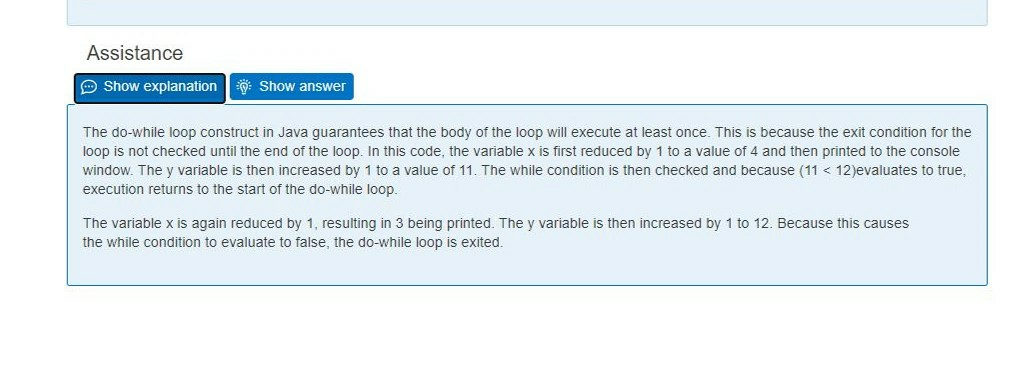 Assistance
Show explanation
Show answer
The do-while loop construct in Java guarantees that the body of the loop will execute at least once. This is because the exit condition for the
loop is not checked until the end of the loop. In this code, the variable x is first reduced by 1 to a value of 4 and then printed to the console
window. The y variable is then increased by 1 to a value of 11. The while condition is then checked and because (11 < 12)evaluates to true,
execution returns to the start of the do-while loop.
The variable x is again reduced by 1, resulting in 3 being printed. The y variable is then increased by 1 to 12. Because this causes
the while condition to evaluate to false, the do-while loop is exited.